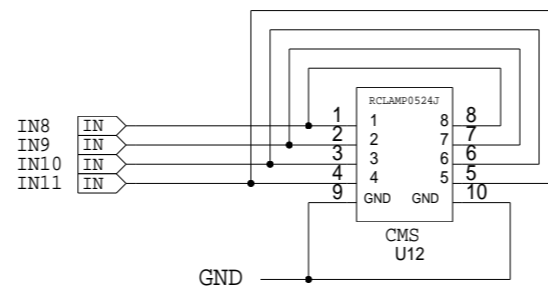 RCLAMP0524J
IN8 IN 1 1 8 8
IN9 IN 2 2 7 7
IN10 IN 3 3 6 6
IN11 IN 4 4 5 5
9 GND GND 10
CMS
U12
GND